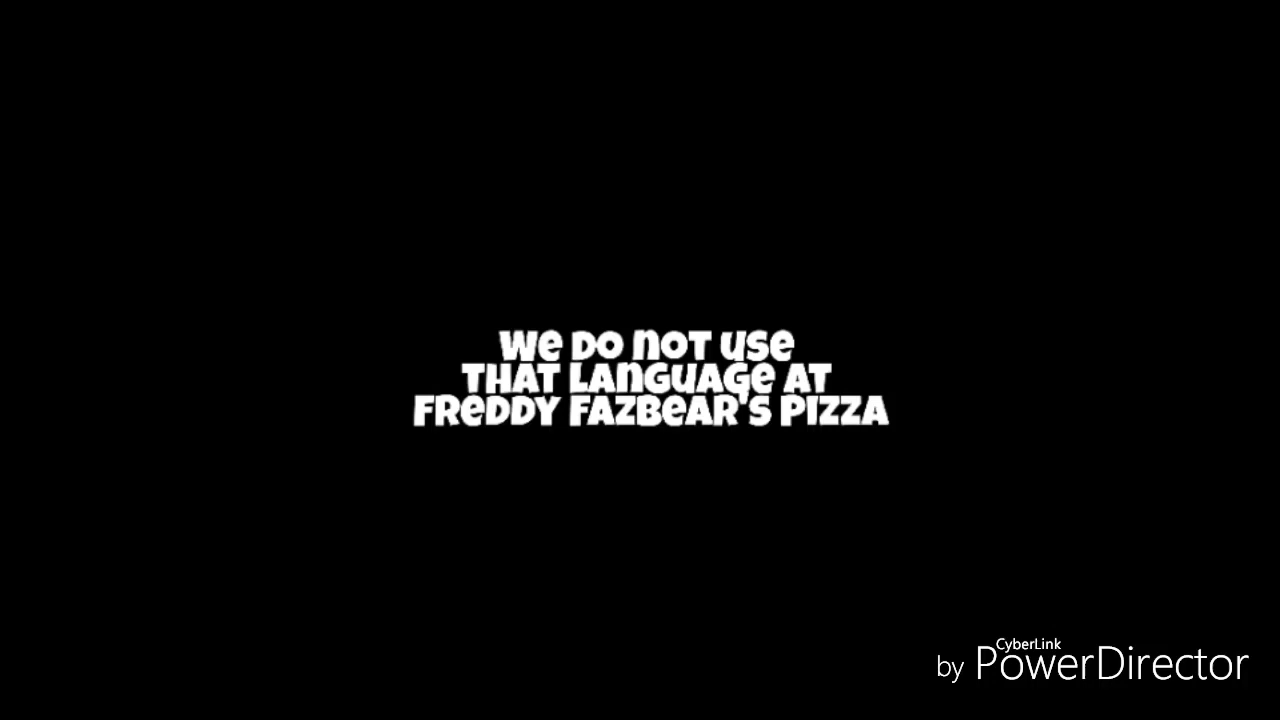 We DO NOT USe
THAT LANGUAGe AT
FReDDY FAZBeAR'S PIZZA
CyberLink
by PowerDirector